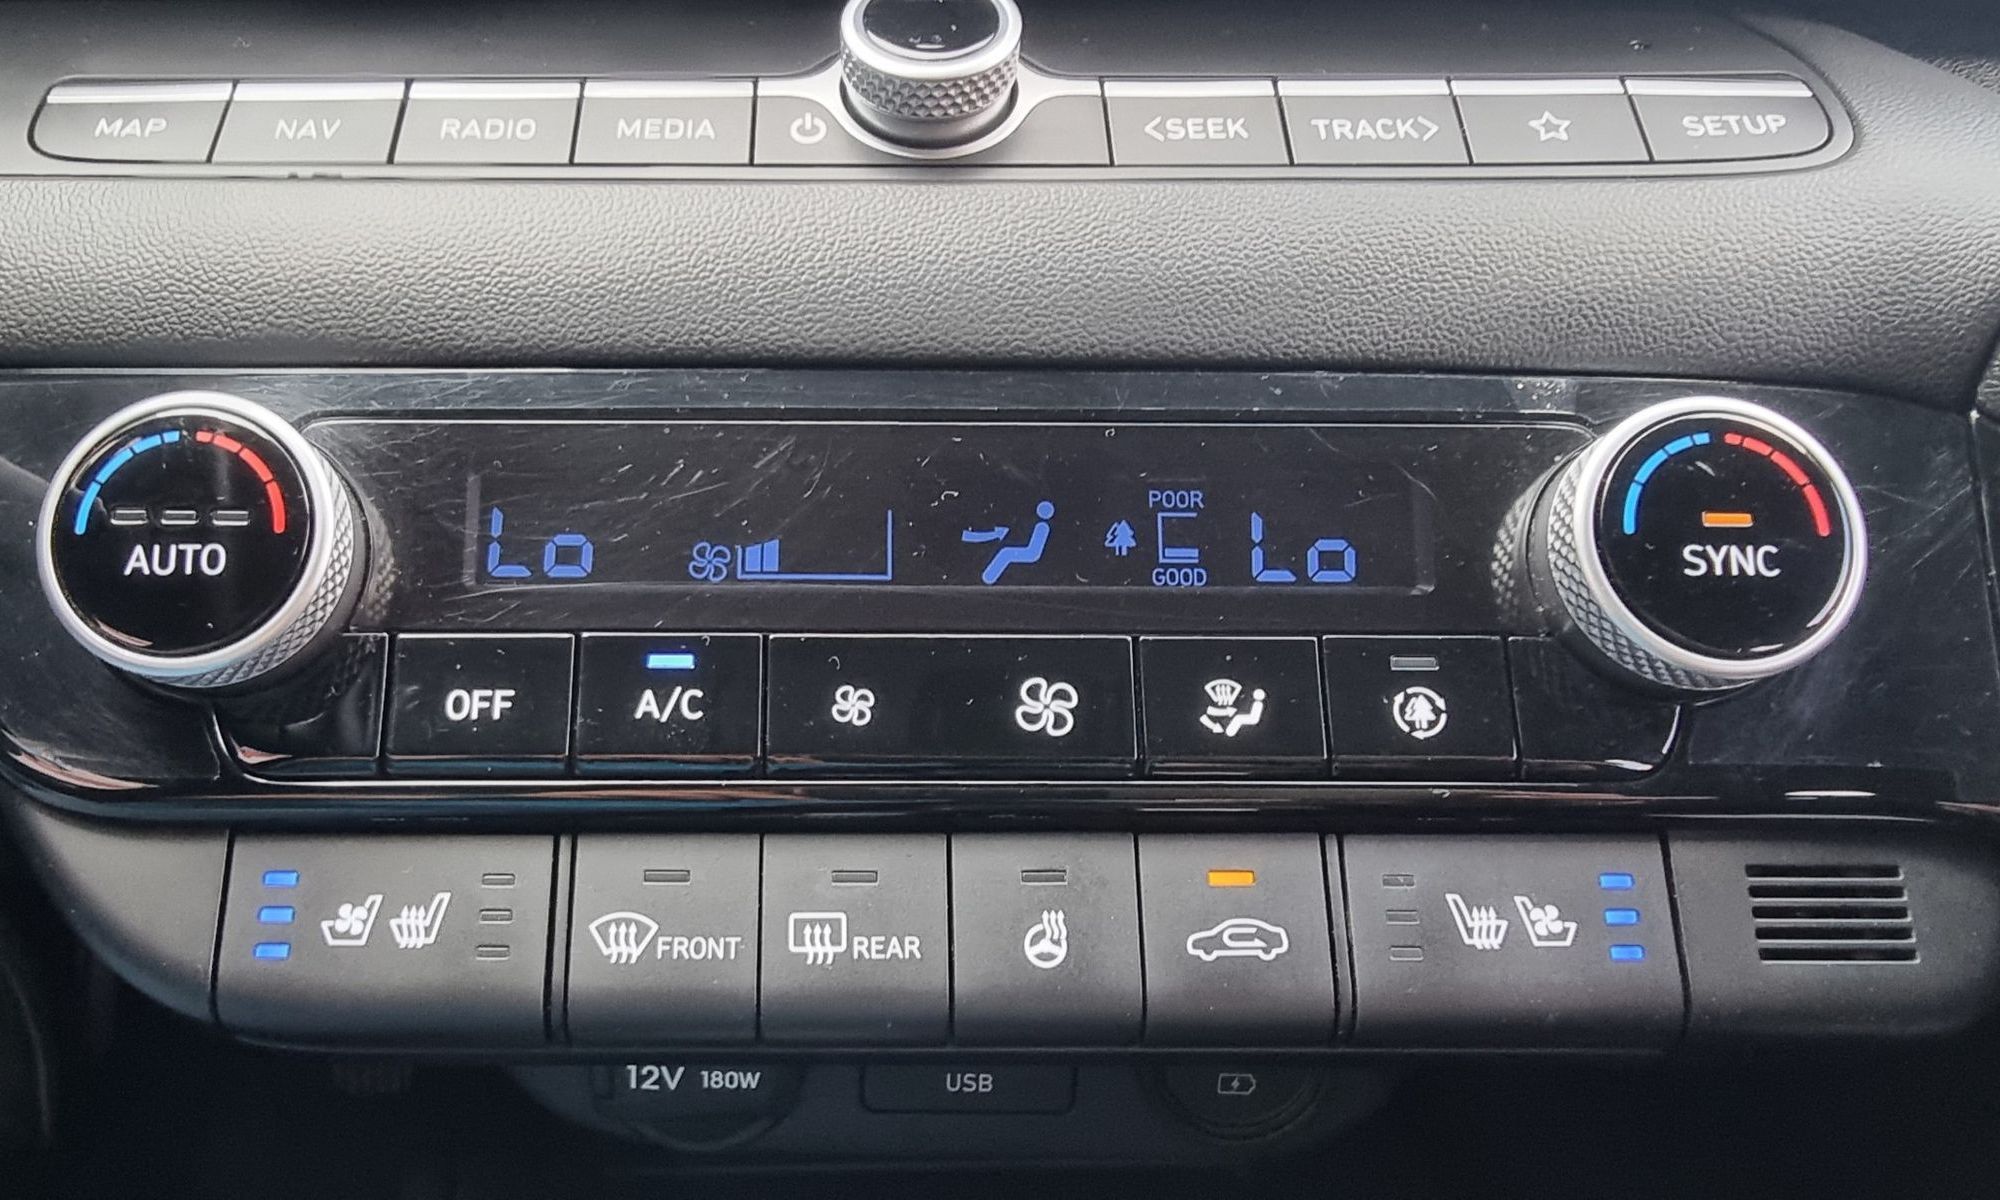 MAP NAV RADIO MEDIA <SEEK TRACK> SETUP
POOR
Lo Lo
GOOD
AUTO SYNC
OFF A/C
FRONT REAR
12V 180W USB